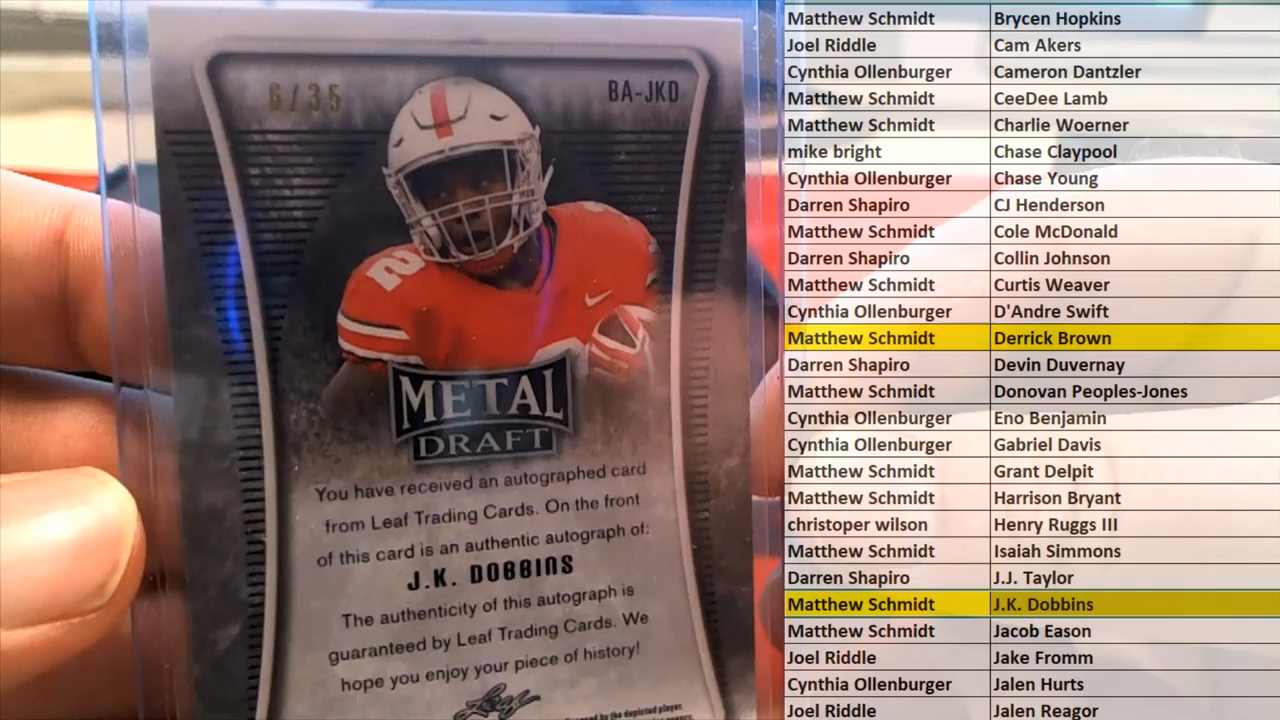 6/35
BA-JKD
2
METAL
DRAFT
You have received an autographed card
from Leaf Trading Cards. On the front
of this card is an authentic autograph of:
J.K. DOBBINS
The authenticity of this autograph is
guaranteed by Leaf Trading Cards. We
hope you enjoy your piece of history!
Leaf
by the depicted player.
Matthew Schmidt Brycen Hopkins
Joel Riddle Cam Akers
Cynthia Ollenburger Cameron Dantzler
Matthew Schmidt CeeDee Lamb
Matthew Schmidt Charlie Woerner
mike bright Chase Claypool
Cynthia Ollenburger Chase Young
Darren Shapiro CJ Henderson
Matthew Schmidt Cole McDonald
Darren Shapiro Collin Johnson
Matthew Schmidt Curtis Weaver
Cynthia Ollenburger D'Andre Swift
Matthew Schmidt Derrick Brown
Darren Shapiro Devin Duvernay
Matthew Schmidt Donovan Peoples-Jones
Cynthia Ollenburger Eno Benjamin
Cynthia Ollenburger Gabriel Davis
Matthew Schmidt Grant Delpit
Matthew Schmidt Harrison Bryant
christoper wilson Henry Ruggs III
Matthew Schmidt Isaiah Simmons
Darren Shapiro J.J. Taylor
Matthew Schmidt J.K. Dobbins
Matthew Schmidt Jacob Eason
Joel Riddle Jake Fromm
Cynthia Ollenburger Jalen Hurts
Joel Riddle Jalen Reagor